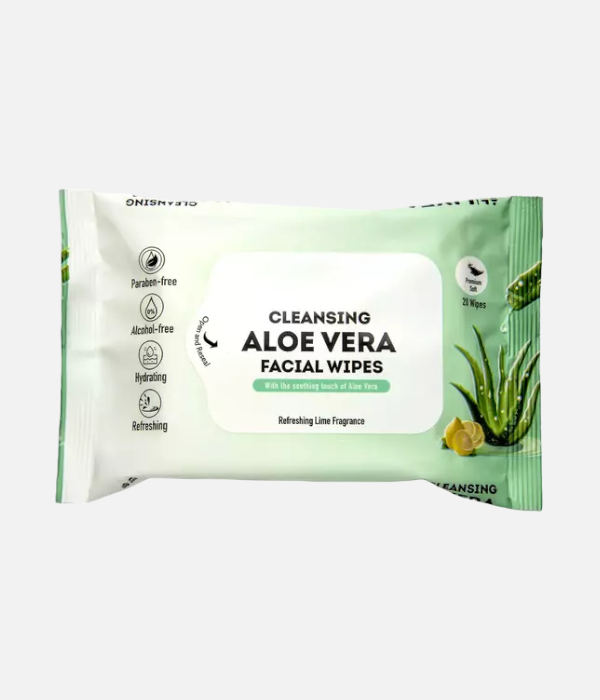 CLEANSING
Paraben-free
0%
Alcohol-free
Hydrating
Refreshing
Open and Reseal
CLEANSING
ALOE VERA
FACIAL WIPES
With the soothing touch of Aloe Vera
Refreshing Lime Fragrance
Premium
Soft
20 Wipes
CLEANSING